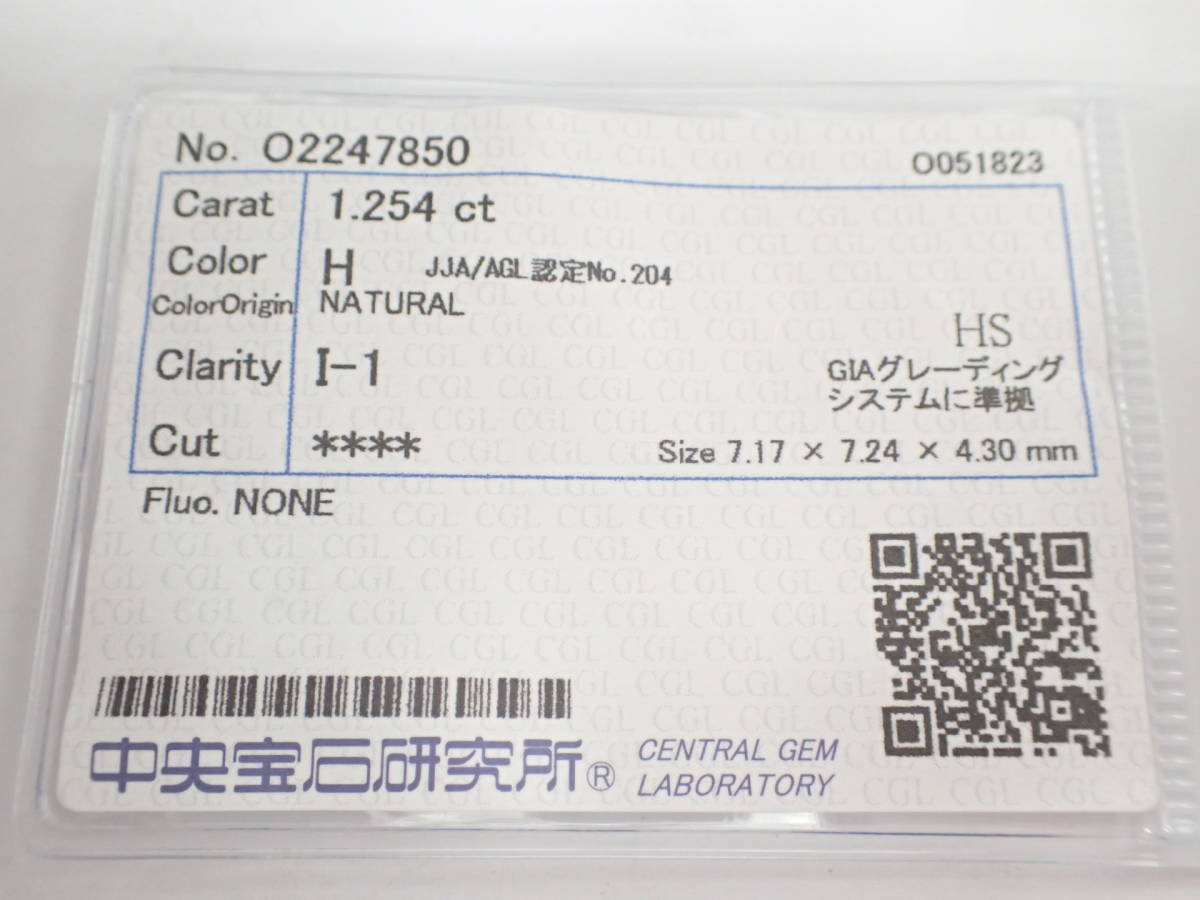 No. O2247850
O051823
Carat 1.254 ct
Color H JJA/AGL認定No.204
ColorOrigin NATURAL
HS
Clarity I-1
GIAグレーディング
システムに準拠
Cut ****
Size 7.17 × 7.24 × 4.30 mm
Fluo. NONE
中央宝石研究所®
CENTRAL GEM
LABORATORY